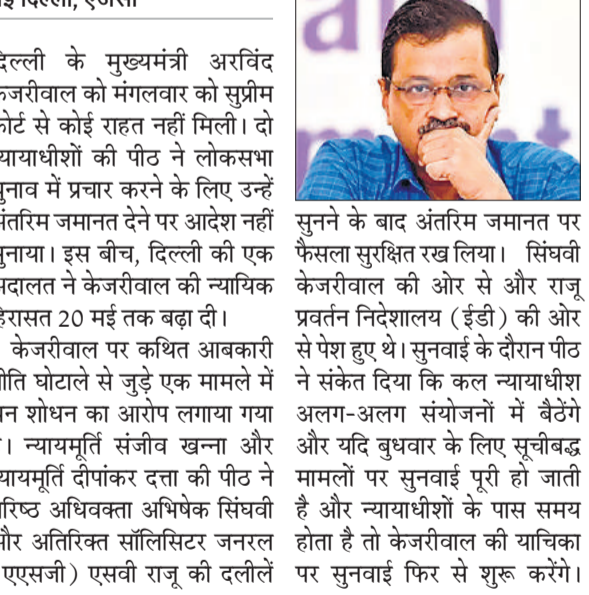 ई दिल्ली, एजेंसी
दिल्ली के मुख्यमंत्री अरविंद
केजरीवाल को मंगलवार को सुप्रीम
कोर्ट से कोई राहत नहीं मिली। दो
न्यायाधीशों की पीठ ने लोकसभा
चुनाव में प्रचार करने के लिए उन्हें
अंतरिम जमानत देने पर आदेश नहीं
सुनाया। इस बीच, दिल्ली की एक
अदालत ने केजरीवाल की न्यायिक
हिरासत 20 मई तक बढ़ा दी।
केजरीवाल पर कथित आबकारी
नीति घोटाले से जुड़े एक मामले में
धन शोधन का आरोप लगाया गया
। न्यायमूर्ति संजीव खन्ना और
न्यायमूर्ति दीपांकर दत्ता की पीठ ने
वरिष्ठ अधिवक्ता अभिषेक सिंघवी
और अतिरिक्त सॉलिसिटर जनरल
एएसजी) एसवी राजू की दलीलें
सुनने के बाद अंतरिम जमानत पर
फैसला सुरक्षित रख लिया। सिंघवी
केजरीवाल की ओर से और राजू
प्रवर्तन निदेशालय (ईडी) की ओर
से पेश हुए थे। सुनवाई के दौरान पीठ
ने संकेत दिया कि कल न्यायाधीश
अलग-अलग संयोजनों में बैठेंगे
और यदि बुधवार के लिए सूचीबद्ध
मामलों पर सुनवाई पूरी हो जाती
है और न्यायाधीशों के पास समय
होता है तो केजरीवाल की याचिका
पर सुनवाई फिर से शुरू करेंगे।